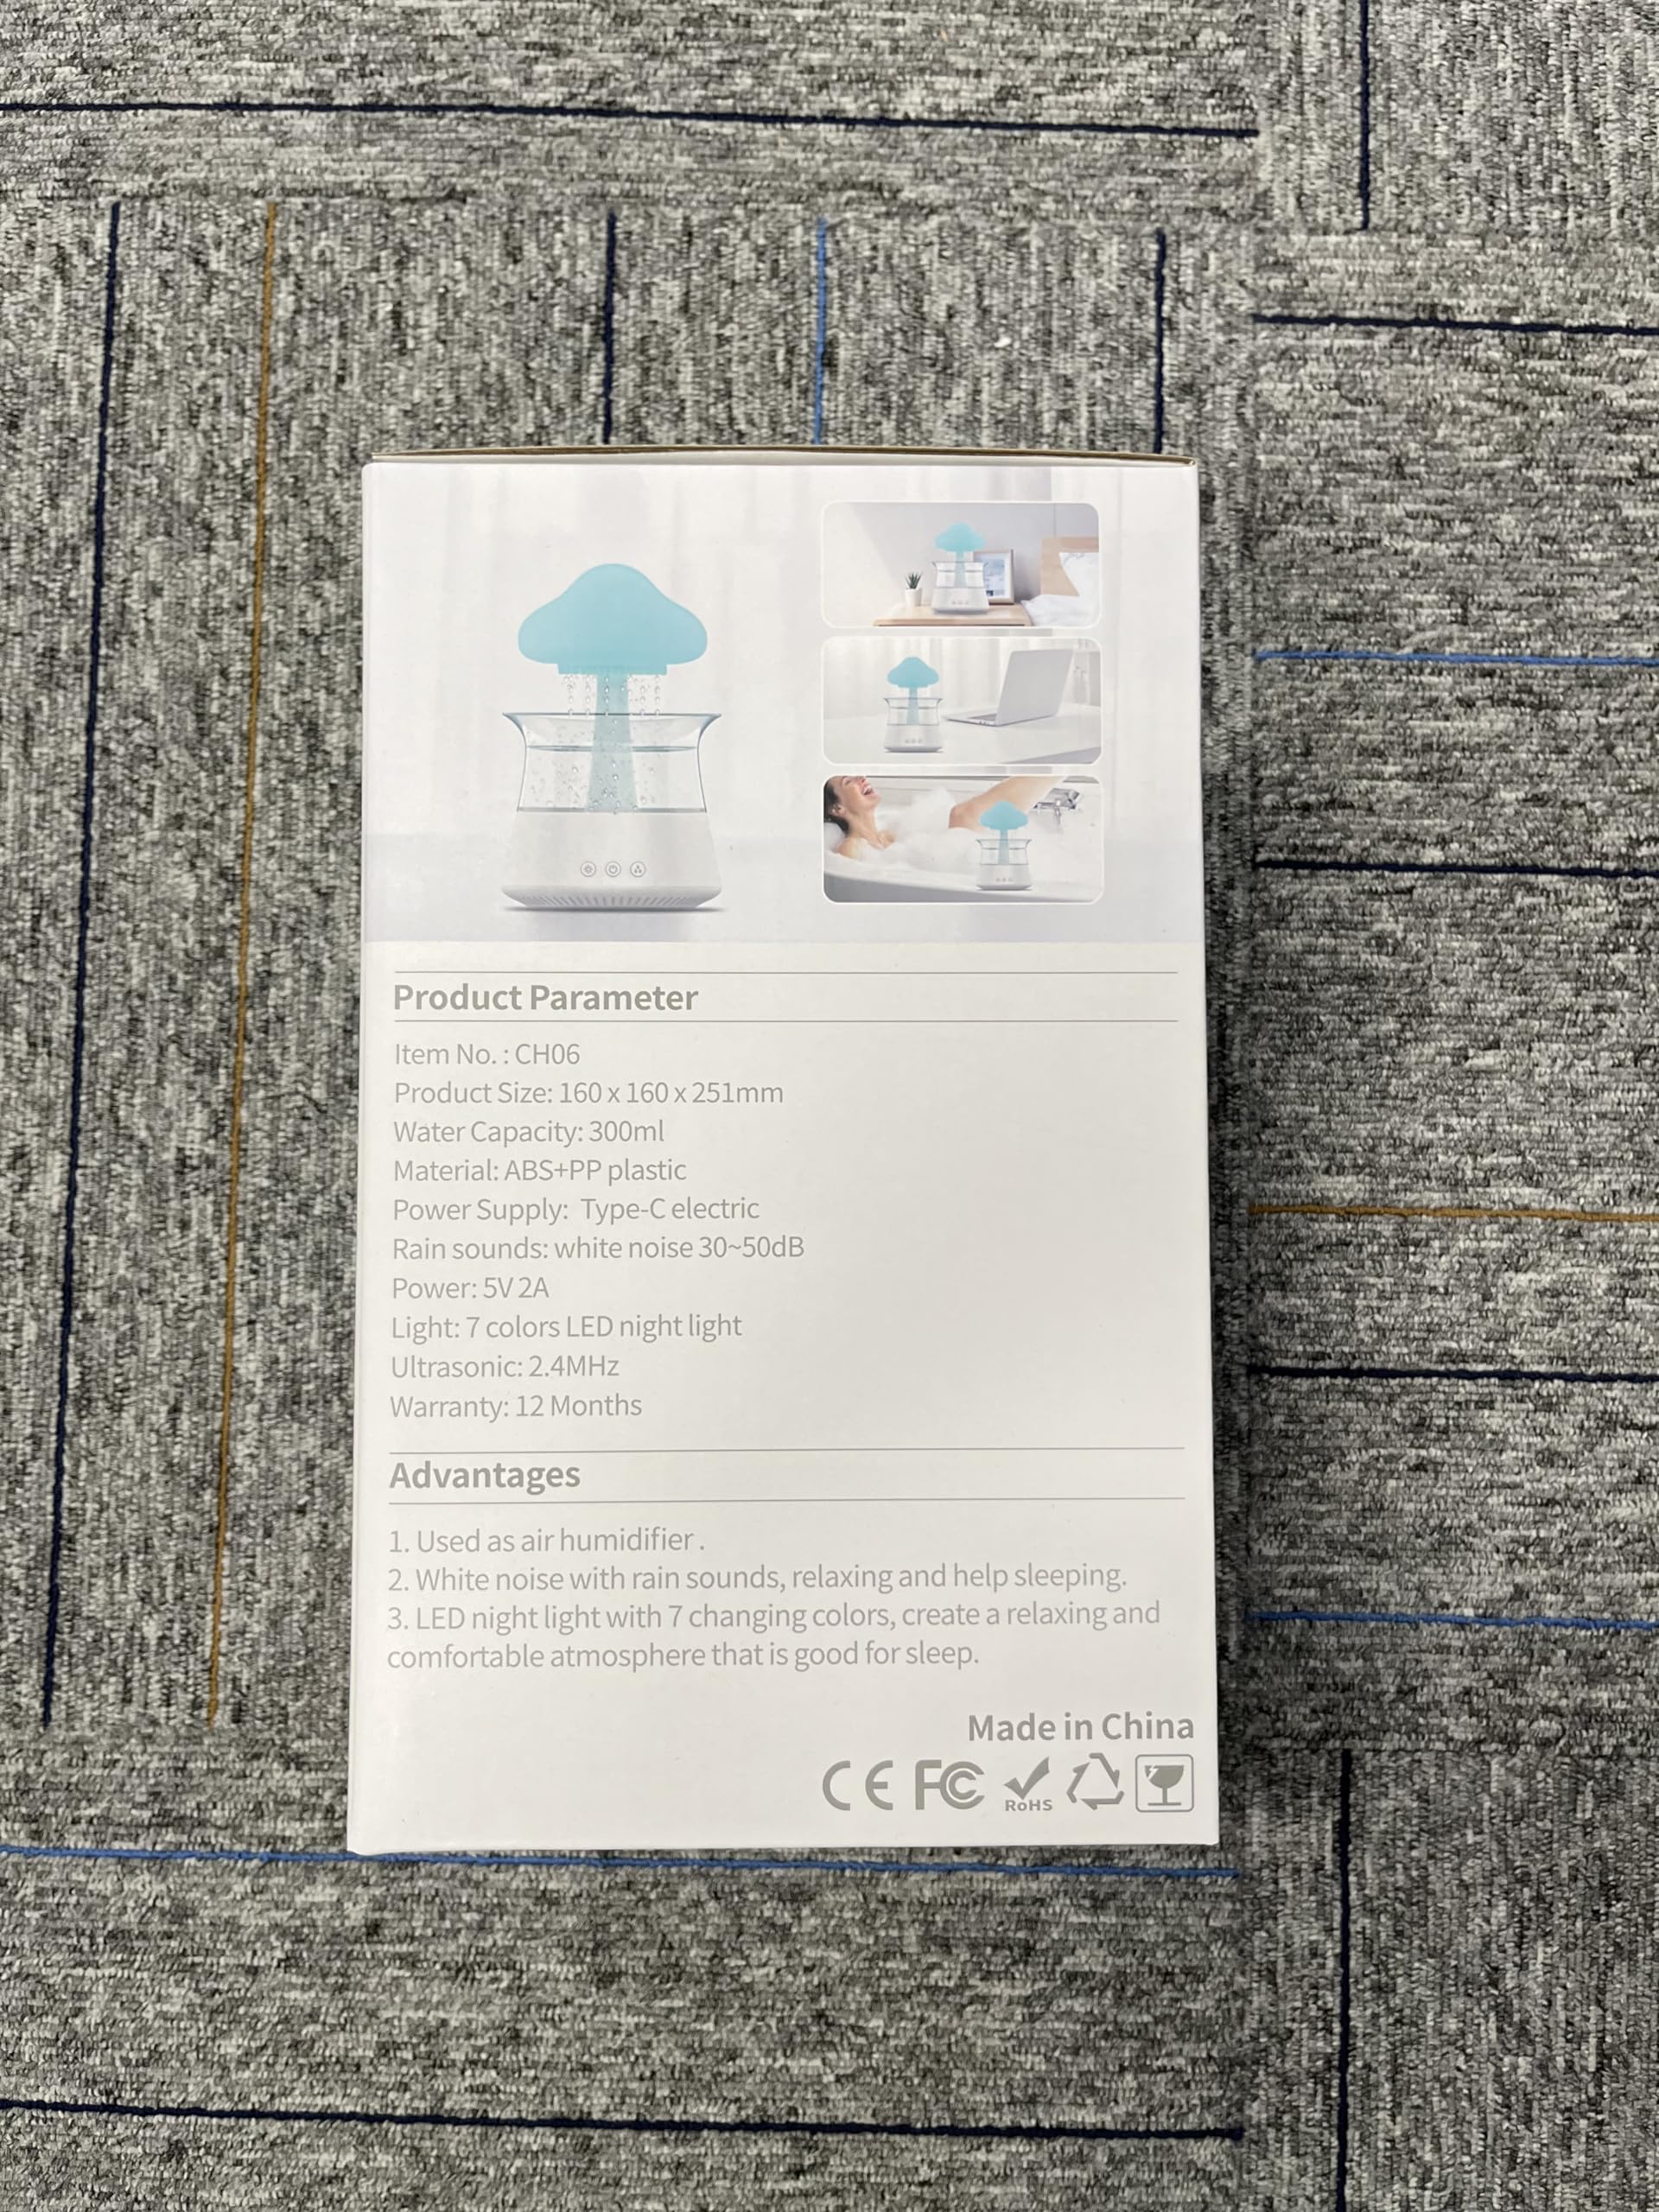 Product Parameter
Item No. : CH06
Product Size: 160 x 160 x 251mm
Water Capacity: 300ml
Material: ABS+PP plastic
Power Supply:  Type-C electric
Rain sounds: white noise 30~50dB
Power: 5V 2A
Light: 7 colors LED night light
Ultrasonic: 2.4MHz
Warranty: 12 Months
Advantages
1. Used as air humidifier .
2. White noise with rain sounds, relaxing and help sleeping.
3. LED night light with 7 changing colors, create a relaxing and
comfortable atmosphere that is good for sleep.
Made in China
CE FC RoHS